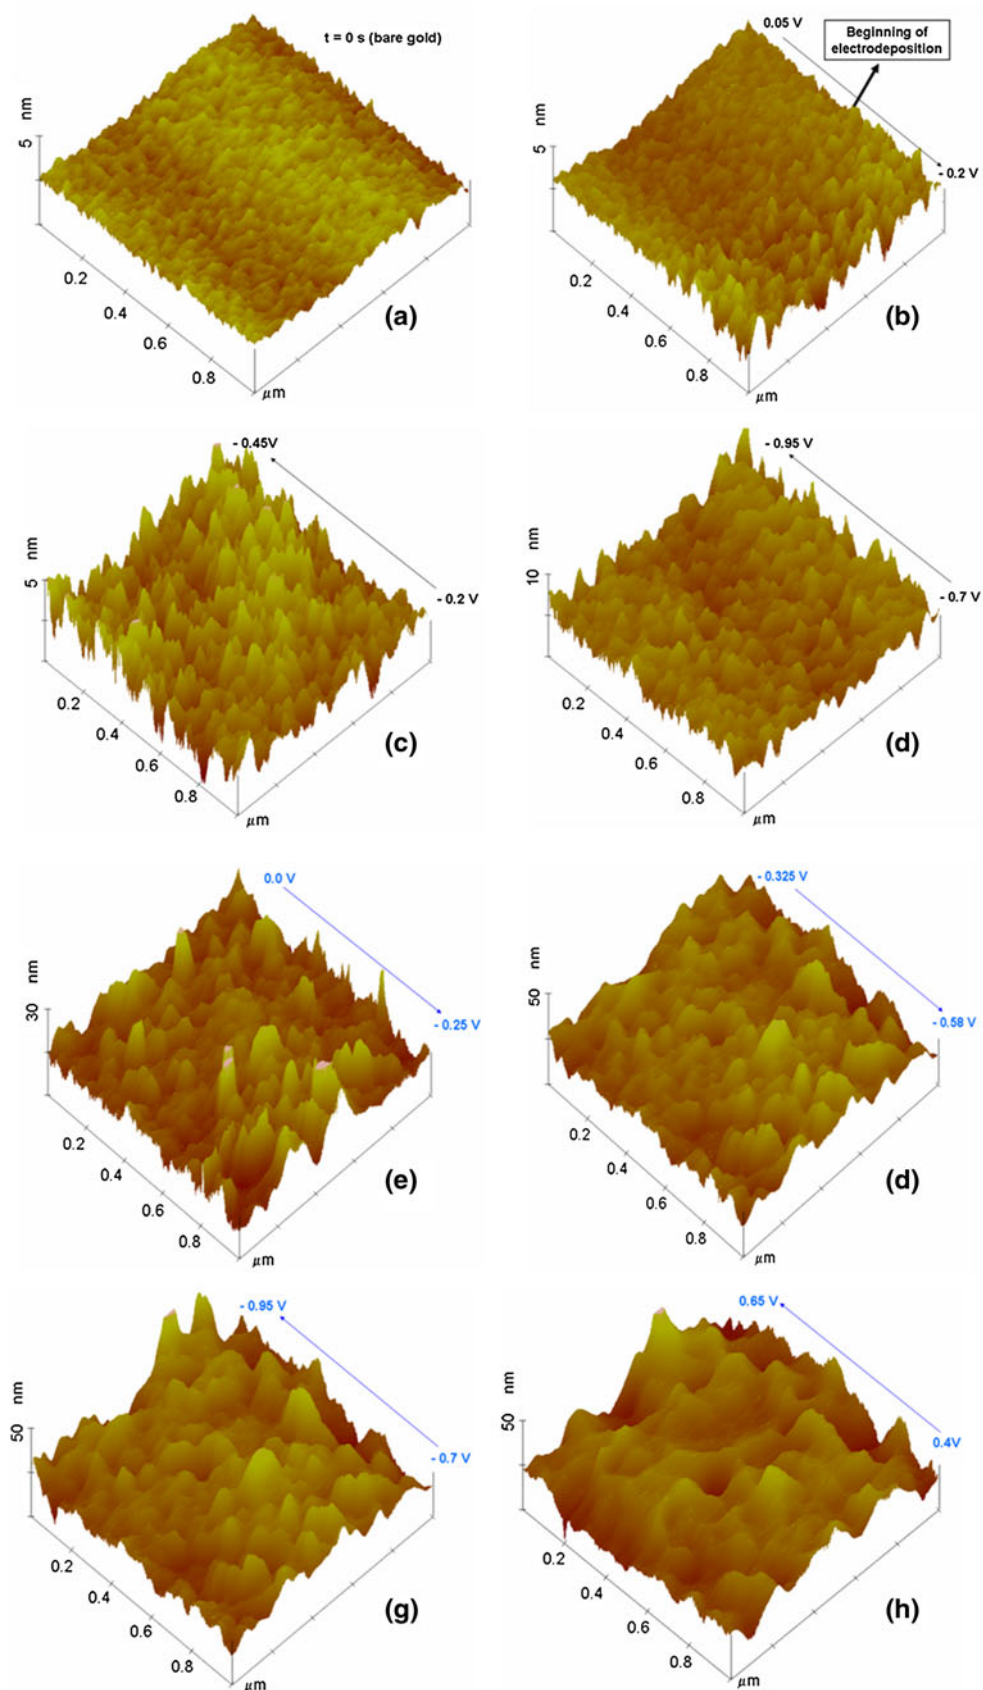 t = 0 s (bare gold)
nm
5
0.2
0.4
0.6
0.8
μm
(a)
0.05 V
Beginning of
electrodeposition
- 0.2 V
nm
5
0.2
0.4
0.6
0.8
μm
(b)
- 0.45V
- 0.2 V
nm
5
0.2
0.4
0.6
0.8
μm
(c)
- 0.95 V
- 0.7 V
nm
10
0.2
0.4
0.6
0.8
μm
(d)
0.0 V
- 0.25 V
nm
30
0.2
0.4
0.6
0.8
μm
(e)
- 0.325 V
- 0.58 V
nm
50
0.2
0.4
0.6
0.8
μm
(d)
- 0.95 V
- 0.7 V
nm
50
0.2
0.4
0.6
0.8
μm
(g)
0.65 V
0.4V
nm
50
0.2
0.4
0.6
0.8
μm
(h)